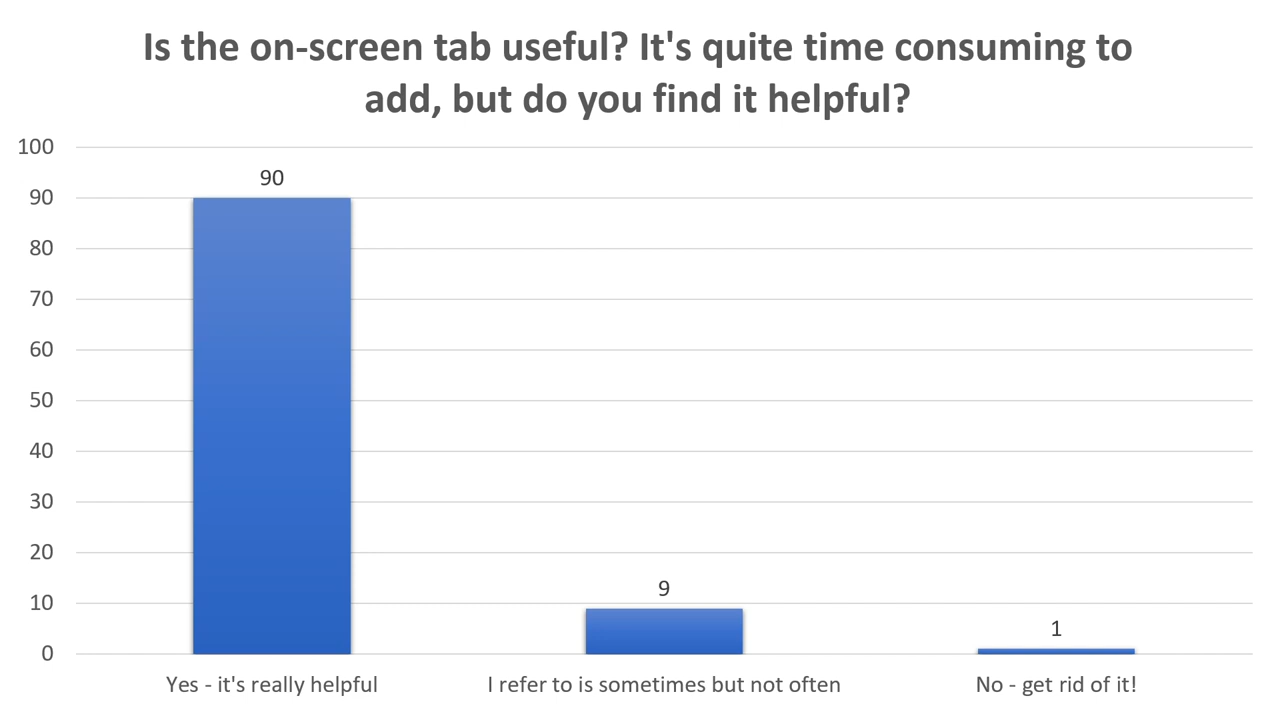 Is the on-screen tab useful? It's quite time consuming to
add, but do you find it helpful?
100
90
80
70
60
50
40
30
20
10
0
90
9
1
Yes - it's really helpful
I refer to is sometimes but not often
No - get rid of it!